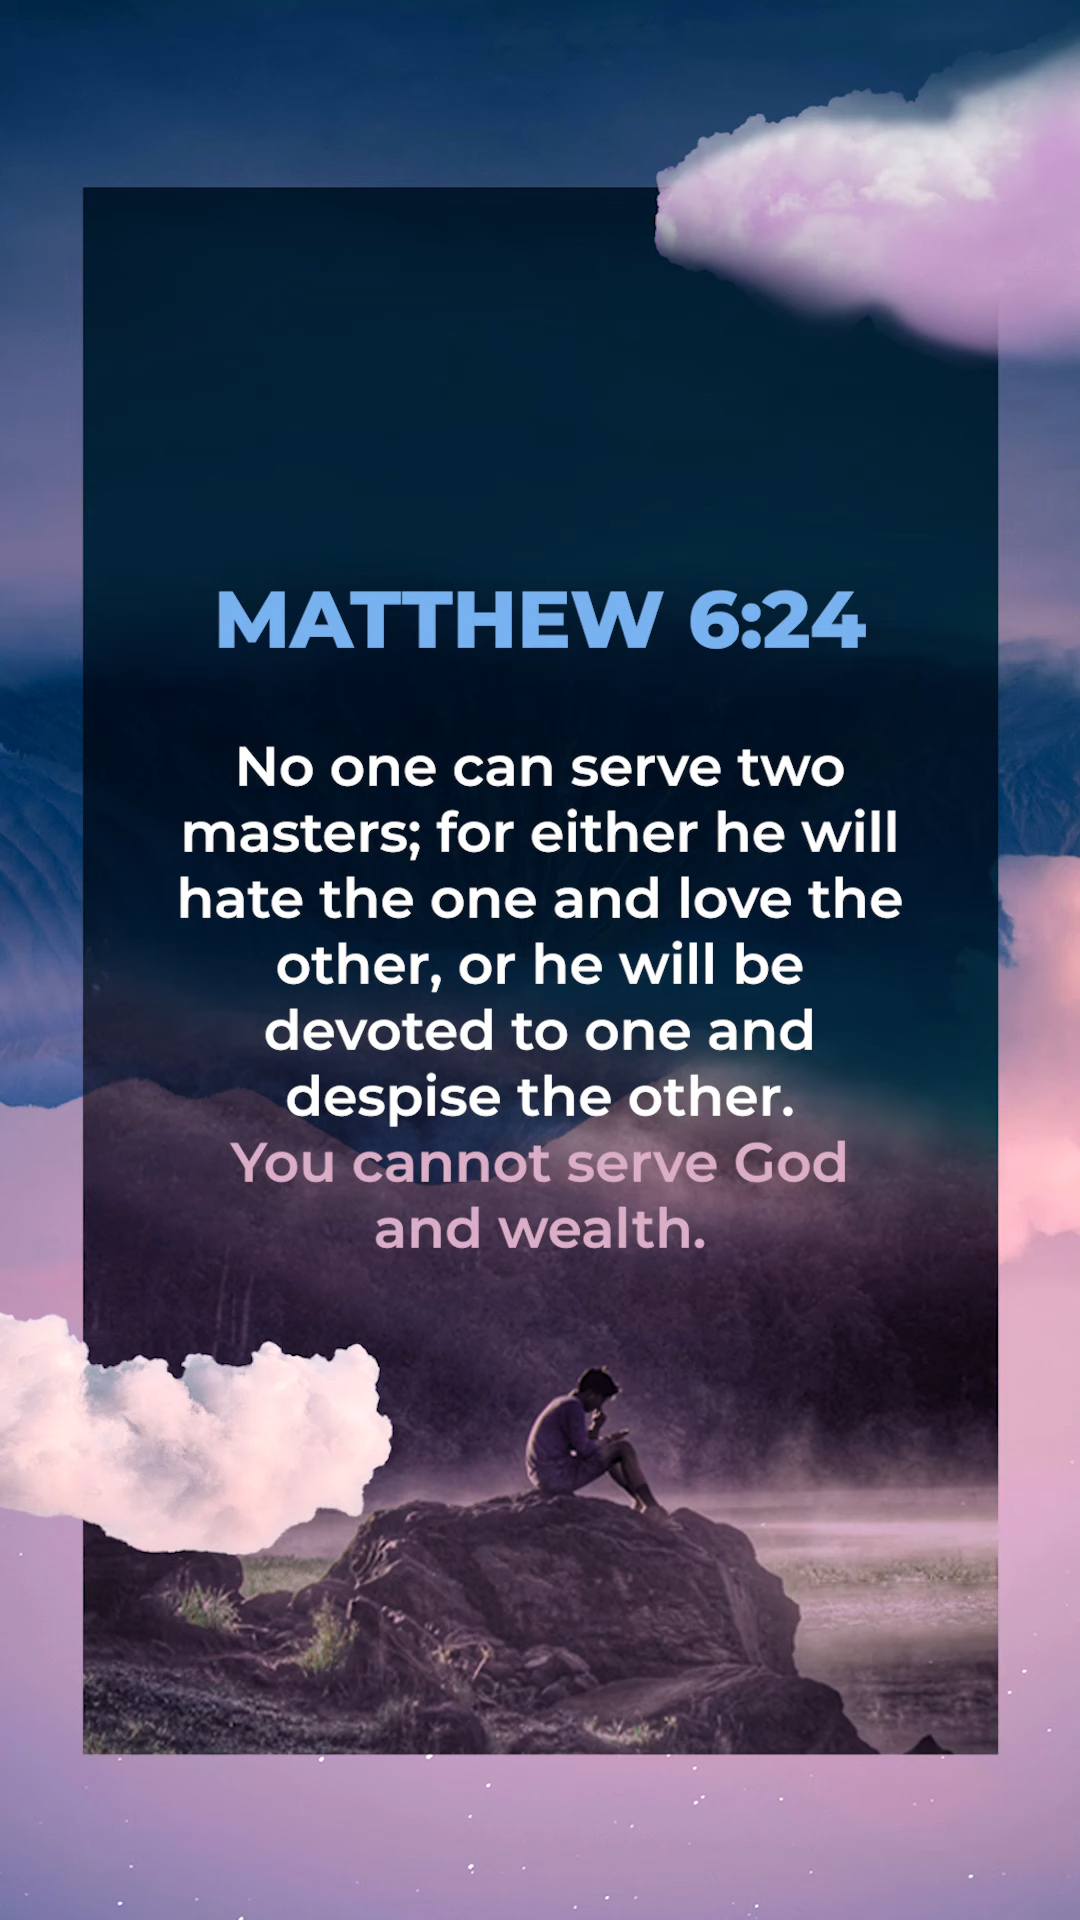 MATTHEW 6:24
No one can serve two
masters; for either he will
hate the one and love the
other, or he will be
devoted to one and
despise the other.
You cannot serve God
and wealth.